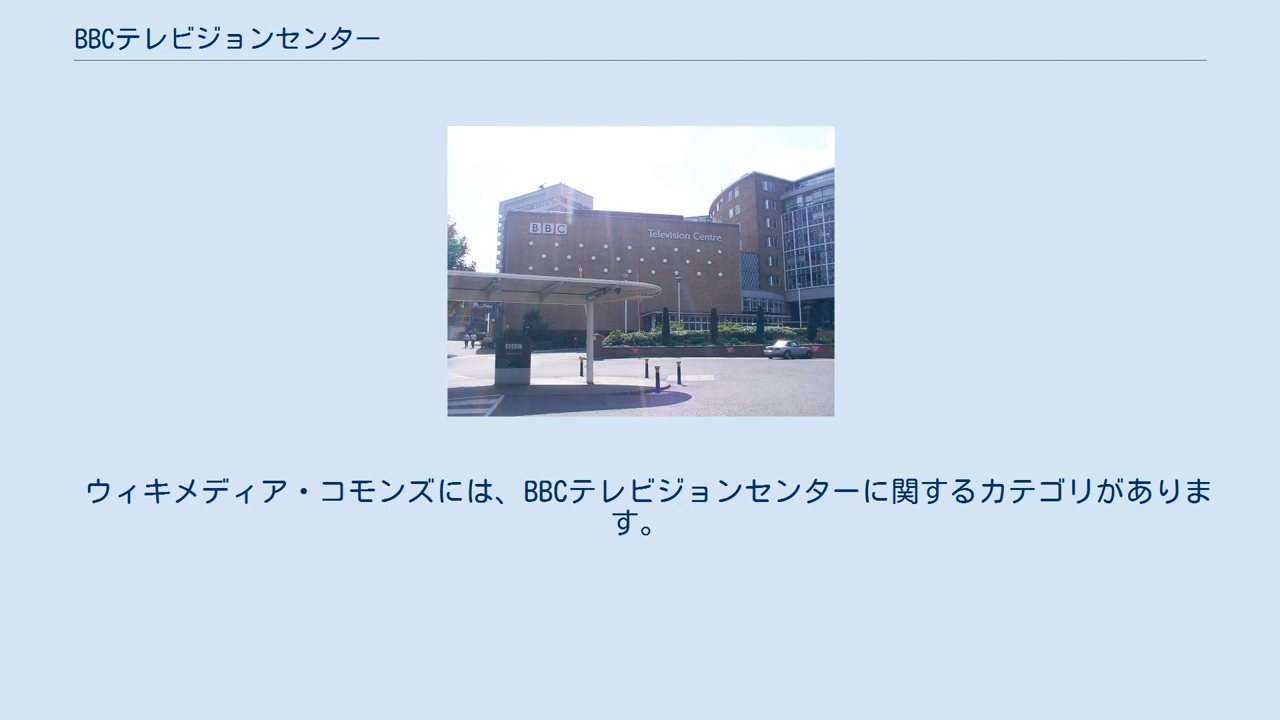 BBCテレビジョンセンター
BBC
Television Centre
BBC
ウィキメディア・コモンズには、BBCテレビジョンセンターに関するカテゴリがありま
す。